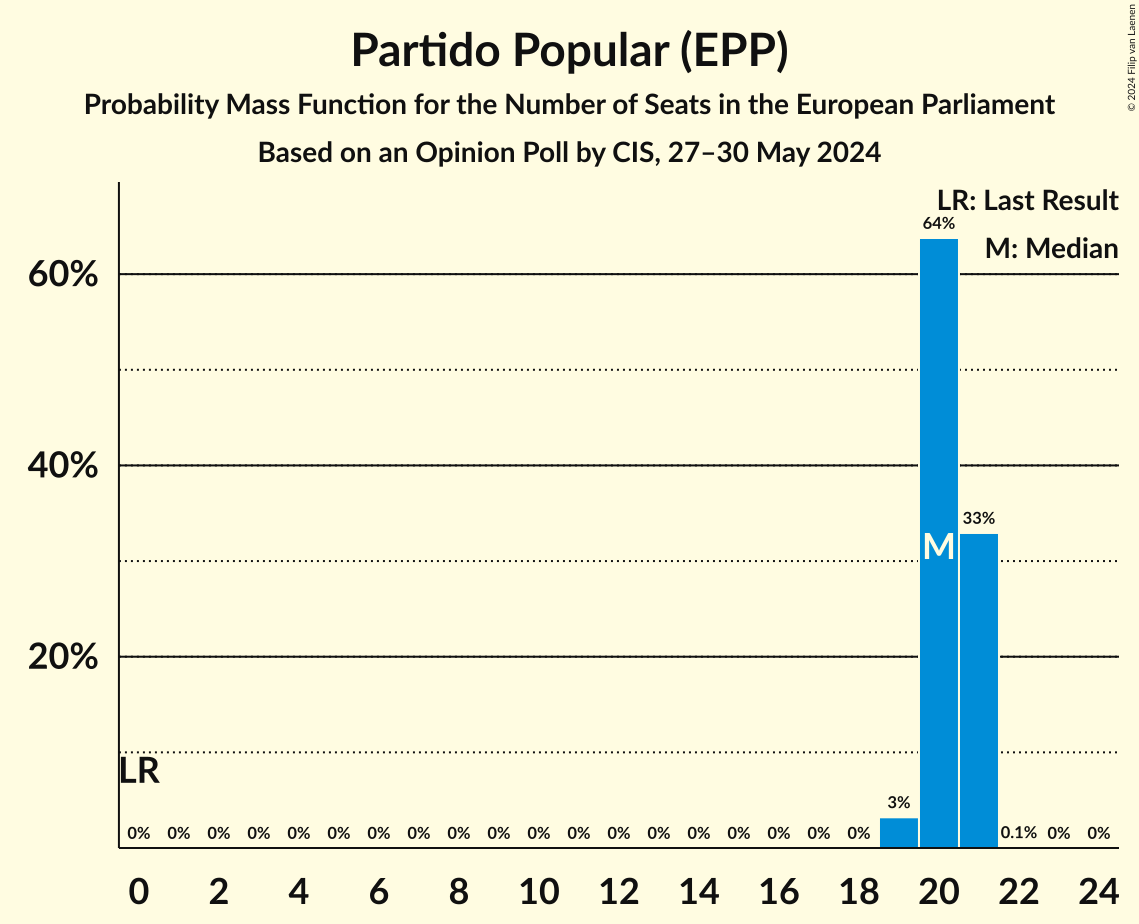 Partido Popular (EPP)
Probability Mass Function for the Number of Seats in the European Parliament
Based on an Opinion Poll by CIS, 27–30 May 2024
© 2024 Filip van Laenen
LR: Last Result
M: Median
64%
60%
40%
33%
M
20%
LR
3%
0% 0% 0% 0% 0% 0% 0% 0% 0% 0% 0% 0% 0% 0% 0% 0% 0% 0% 0% 0.1% 0% 0%
0 2 4 6 8 10 12 14 16 18 20 22 24